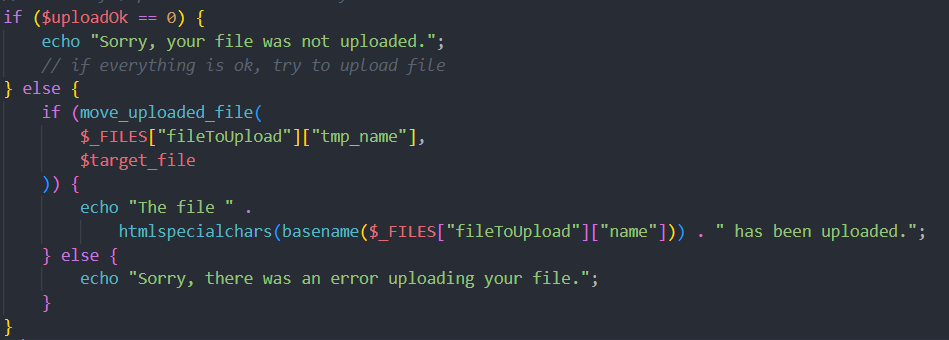 if ($uploadOk == 0) {
    echo "Sorry, your file was not uploaded.";
    // if everything is ok, try to upload file
} else {
    if (move_uploaded_file(
        $_FILES["fileToUpload"]["tmp_name"],
        $target_file
    )) {
        echo "The file " .
            htmlspecialchars(basename($_FILES["fileToUpload"]["name"])) . " has been uploaded.";
    } else {
        echo "Sorry, there was an error uploading your file.";
    }
}